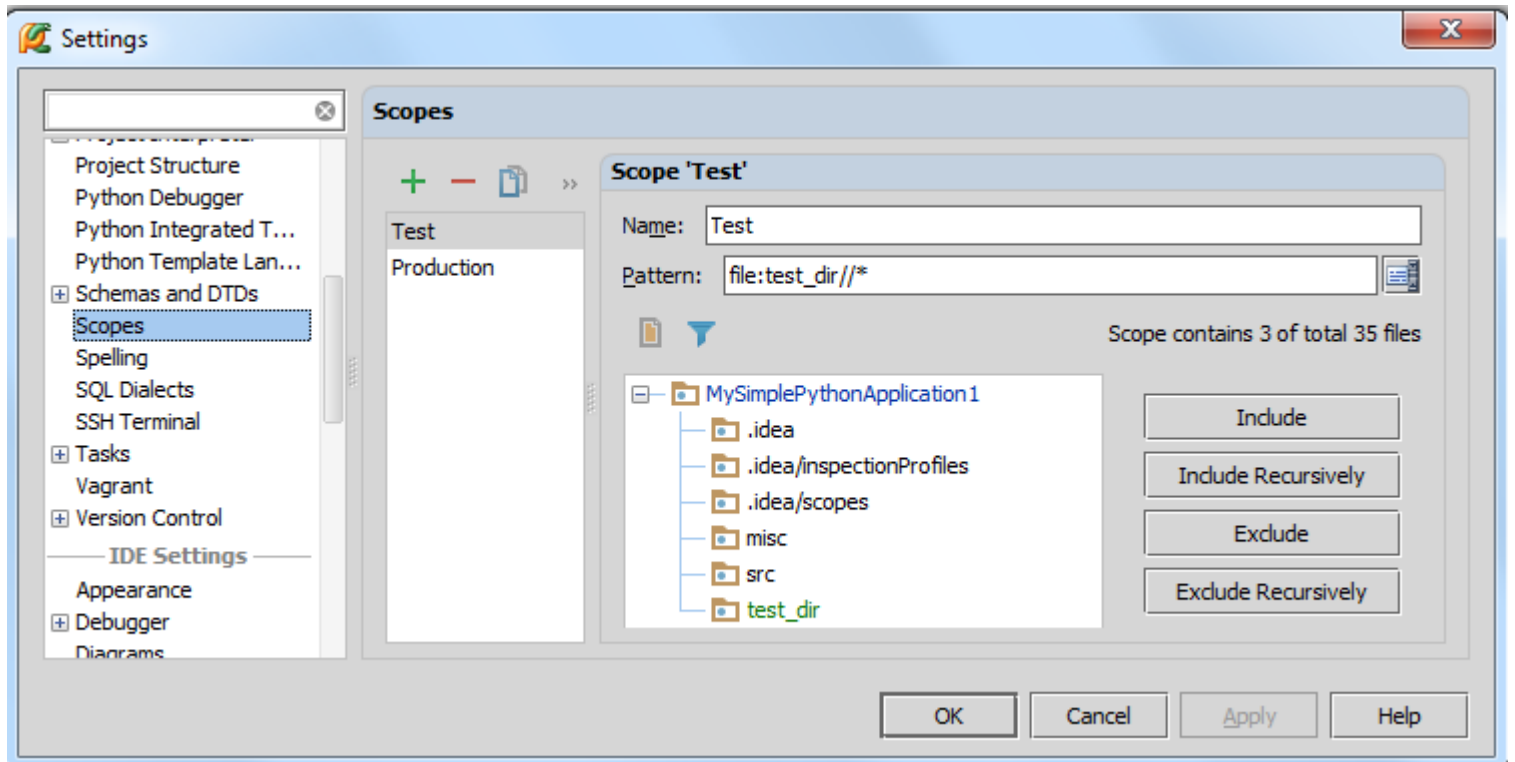 Settings
Scopes
Project Structure
Python Debugger
Python Integrated T...
Python Template Lan...
Schemas and DTDs
Scopes
Spelling
SQL Dialects
SSH Terminal
Tasks
Vagrant
Version Control
IDE Settings
Appearance
Debugger
Diagrams
Test
Production
Scope 'Test'
Name: Test
Pattern: file:test_dir//*
Scope contains 3 of total 35 files
MySimplePythonApplication1
.idea
.idea/inspectionProfiles
.idea/scopes
misc
src
test_dir
Include
Include Recursively
Exclude
Exclude Recursively
OK Cancel Apply Help